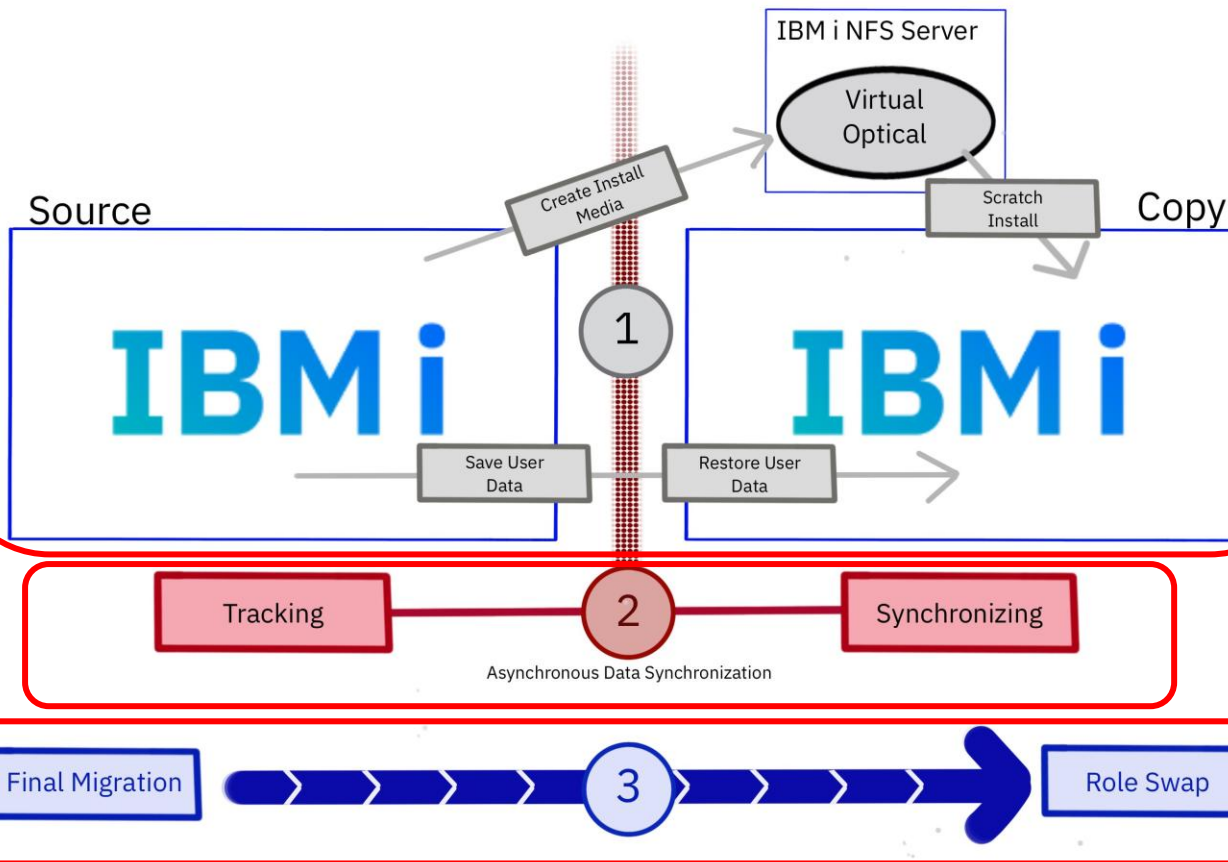 IBM i NFS Server
Virtual
Optical
Create Install
Media
Scratch
Install
Source
Copy
1
IBM i
IBM i
Save User
Data
Restore User
Data
Tracking
2
Synchronizing
Asynchronous Data Synchronization
Final Migration
3
Role Swap